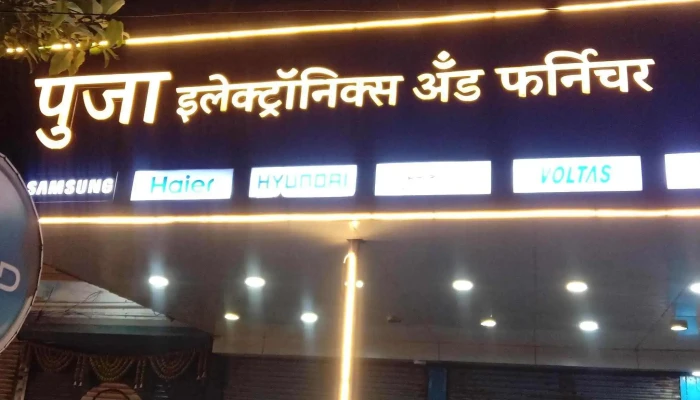 पुजा इलेक्ट्रॉनिक्स अँड फर्निचर
SAMSUNG Haier HYUNDAI VOLTAS
D